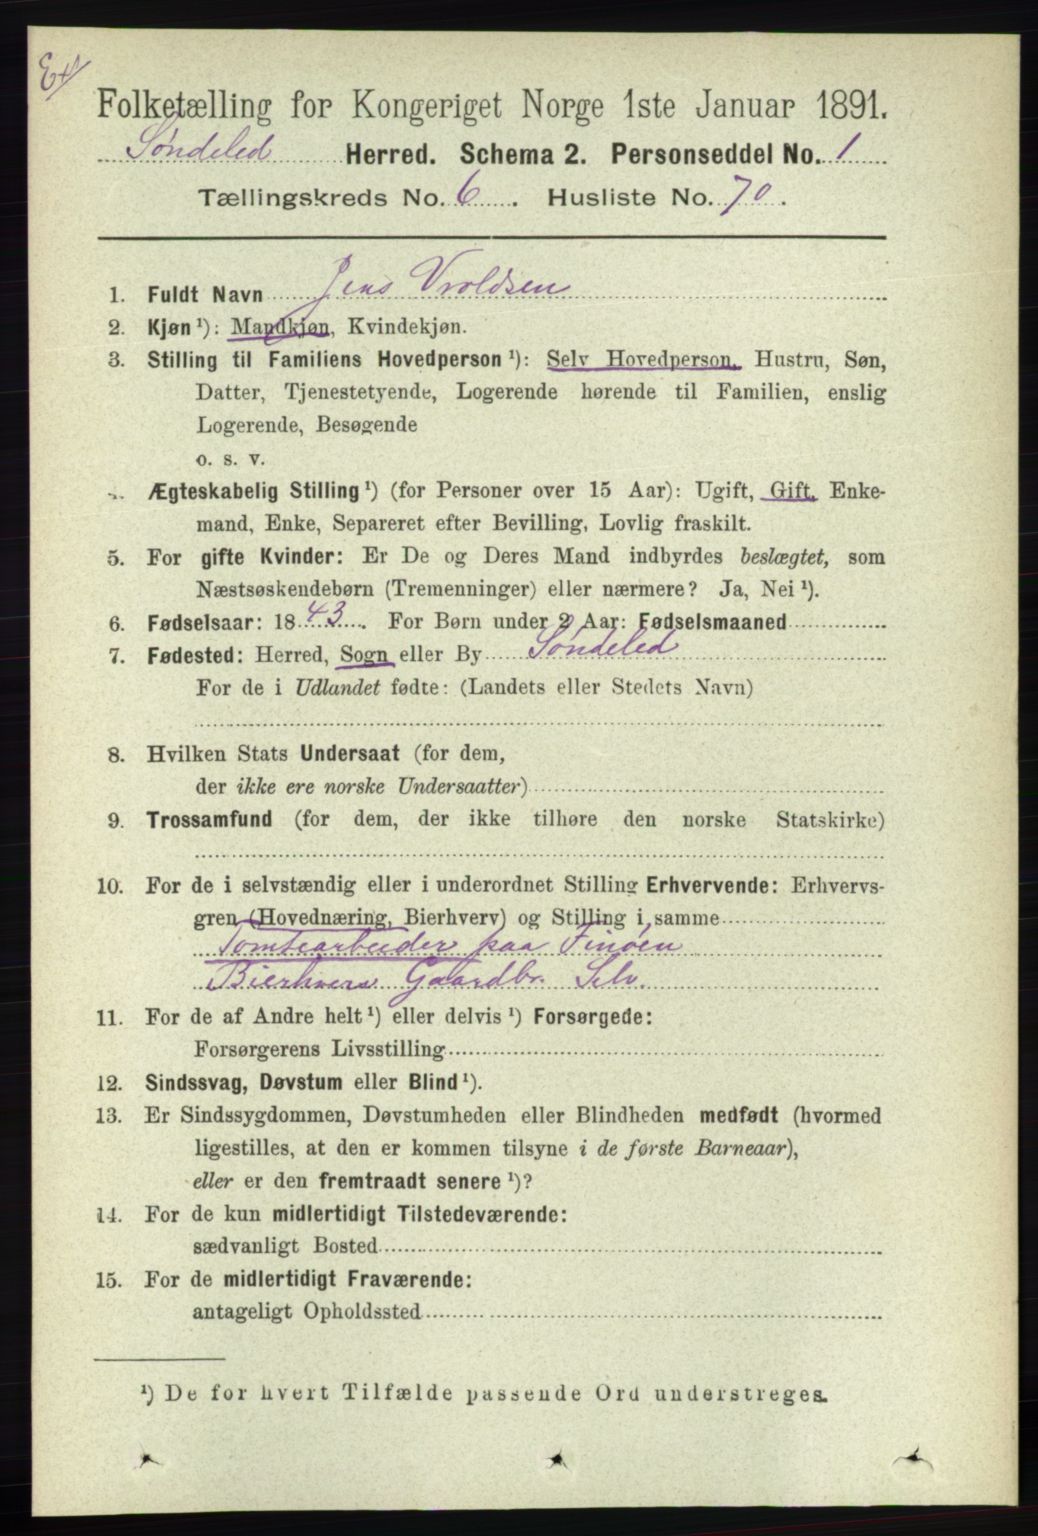 Folketælling for Kongeriget Norge 1ste Januar 1891.
Søndeled Herred. Schema 2. Personseddel No. 1
Tællingskreds No. 6. Husliste No. 70.
1. Fuldt Navn Jens Vroldsen
2. Kjøn ¹): Mandkjøn, Kvindekjøn.
3. Stilling til Familiens Hovedperson ¹): Selv Hovedperson, Hustru, Søn,
Datter, Tjenestetyende, Logerende hørende til Familien, enslig
Logerende, Besøgende
o. s. v.
4. Ægteskabelig Stilling ¹) (for Personer over 15 Aar): Ugift, Gift, Enke-
mand, Enke, Separeret efter Bevilling, Lovlig fraskilt.
5. For gifte Kvinder: Er De og Deres Mand indbyrdes beslægtet, som
Næstsøskendebørn (Tremenninger) eller nærmere? Ja, Nei ¹).
6. Fødselsaar: 1843. For Børn under 2 Aar: Fødselsmaaned
7. Fødested: Herred, Sogn eller By Søndeled
For de i Udlandet fødte: (Landets eller Stedets Navn)
8. Hvilken Stats Undersaat (for dem,
der ikke ere norske Undersaatter)
9. Trossamfund (for dem, der ikke tilhøre den norske Statskirke)
10. For de i selvstændig eller i underordnet Stilling Erhvervende: Erhvervs-
gren (Hovednæring, Bierhverv) og Stilling i samme
Tomtearbeider paa Finøen
Bierhverv Gaardbr. Selv.
11. For de af Andre helt ¹) eller delvis ¹) Forsørgede:
Forsørgerens Livsstilling
12. Sindssvag, Døvstum eller Blind ¹).
13. Er Sindssygdommen, Døvstumheden eller Blindheden medfødt (hvormed
ligestilles, at den er kommen tilsyne i de første Barneaar),
eller er den fremtraadt senere ¹)?
14. For de kun midlertidigt Tilstedeværende:
sædvanligt Bosted
15. For de midlertidigt Fraværende:
antageligt Opholdssted
¹) De for hvert Tilfælde passende Ord understreges.